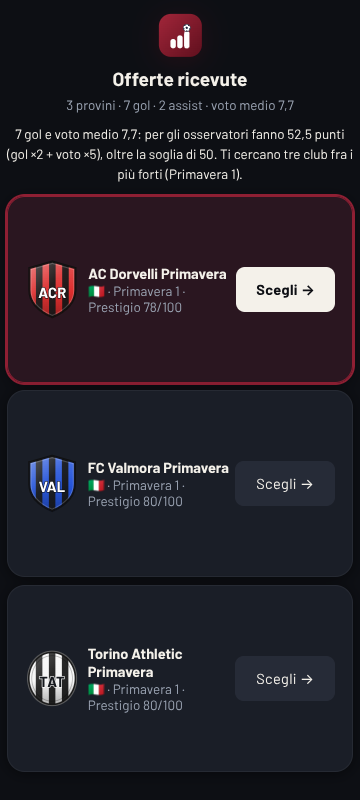 Offerte ricevute
3 provini · 7 gol · 2 assist · voto medio 7,7
7 gol e voto medio 7,7: per gli osservatori fanno 52,5 punti
(gol ×2 + voto ×5), oltre la soglia di 50. Ti cercano tre club fra i
più forti (Primavera 1).
ACR
AC Dorvelli Primavera
🇮🇹 · Primavera 1 ·
Prestigio 78/100
Scegli →
VAL
FC Valmora Primavera
🇮🇹 · Primavera 1 ·
Prestigio 80/100
Scegli →
TAT
Torino Athletic
Primavera
🇮🇹 · Primavera 1 ·
Prestigio 80/100
Scegli →